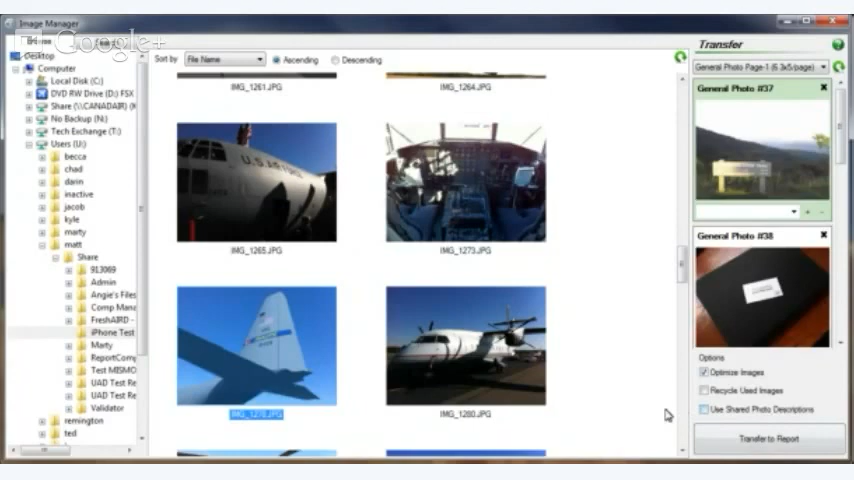 Image Manager
Google+
Desktop
Computer
Local Disk (C:)
DVD RW Drive (D:) FSX
Share (\\CANADAIR) (
No Backup (N:)
Tech Exchange (T:)
Users (U:)
becca
chad
darin
inactive
jacob
kyle
marty
matt
Share
913069
Admin
Angie's Files
Comp Mana
FreshAIRD -
iPhone Test
Marty
ReportComp
Test MISMO
UAD Test Re
UAD Test Re
Validator
remington
ted
Sort by
File Name
Ascending
Descending
IMG_1261.JPG
IMG_1264.JPG
U.S. AIR FORCE
IMG_1265.JPG
IMG_1273.JPG
IMG_1278.JPG
IMG_1280.JPG
Transfer
General Photo Page-1 (6.3x5/page)
General Photo #37
General Photo #38
Options
Optimize Images
Recycle Used Images
Use Shared Photo Descriptions
Transfer to Report